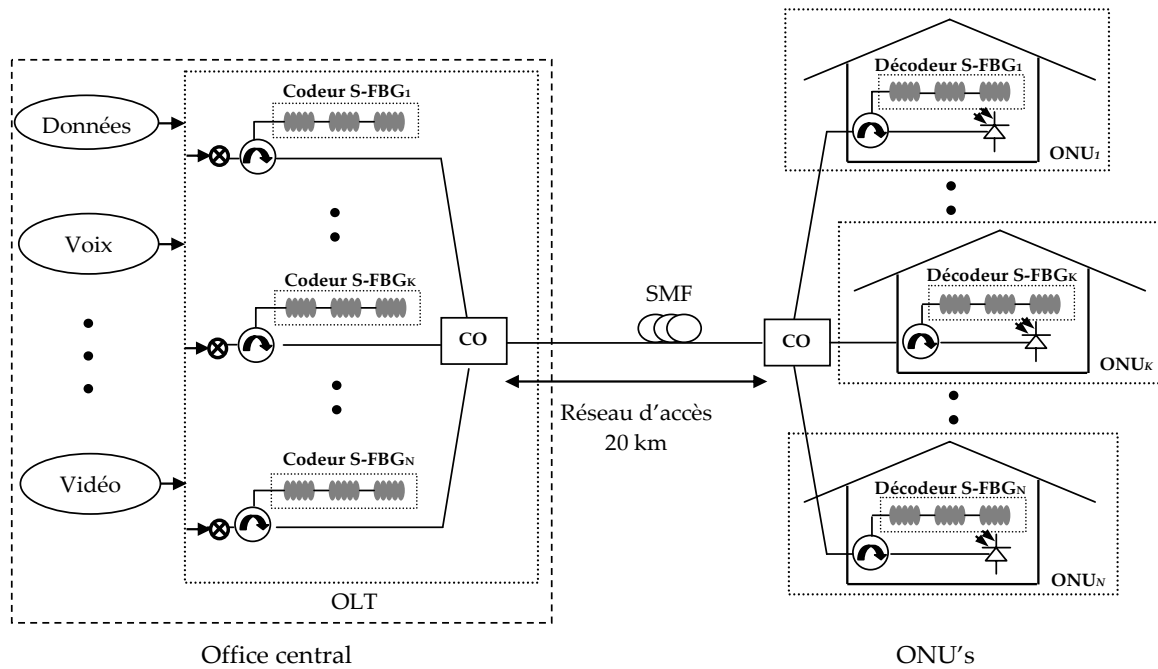 Données
Voix
Vidéo
Codeur S-FBG1
Codeur S-FBGK
Codeur S-FBGN
CO
OLT
Office central
SMF
Réseau d'accès
20 km
CO
Décodeur S-FBG1
ONU1
Décodeur S-FBGK
ONUK
Décodeur S-FBGN
ONUN
ONU's